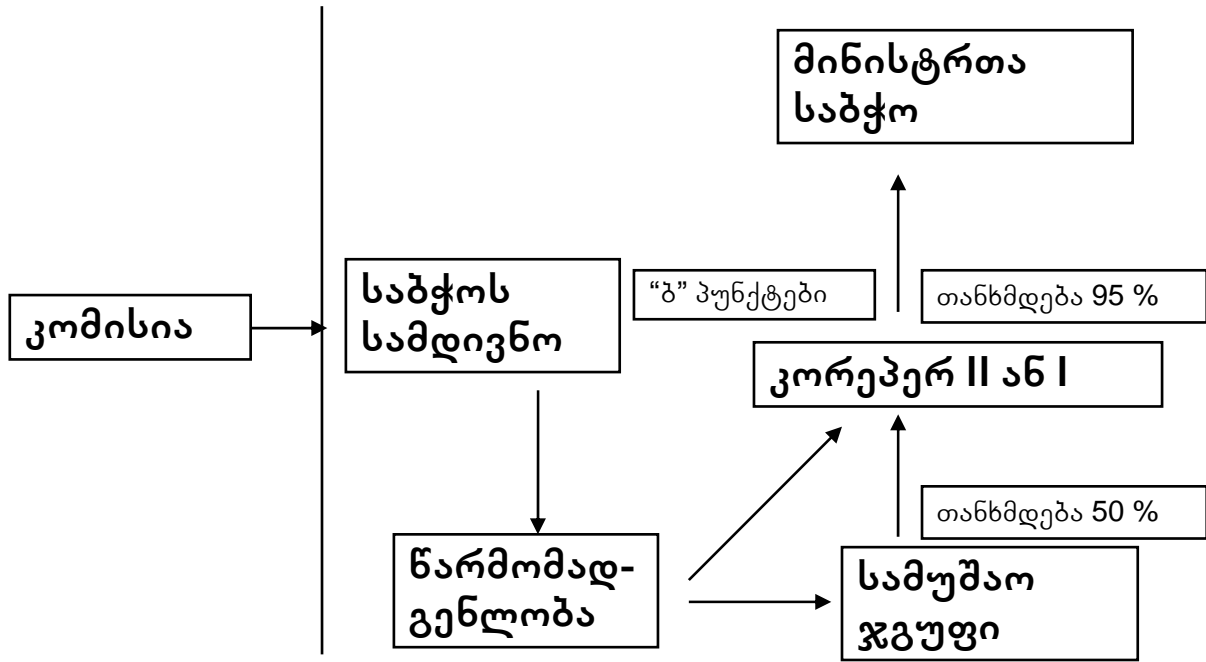 მინისტრთა
საბჭო
საბჭოს
სამდივნო
“ბ” პუნქტები
თანხმდება 95 %
კომისია
კორეპერ II ან I
თანხმდება 50 %
წარმომად-
გენლობა
სამუშაო
ჯგუფი